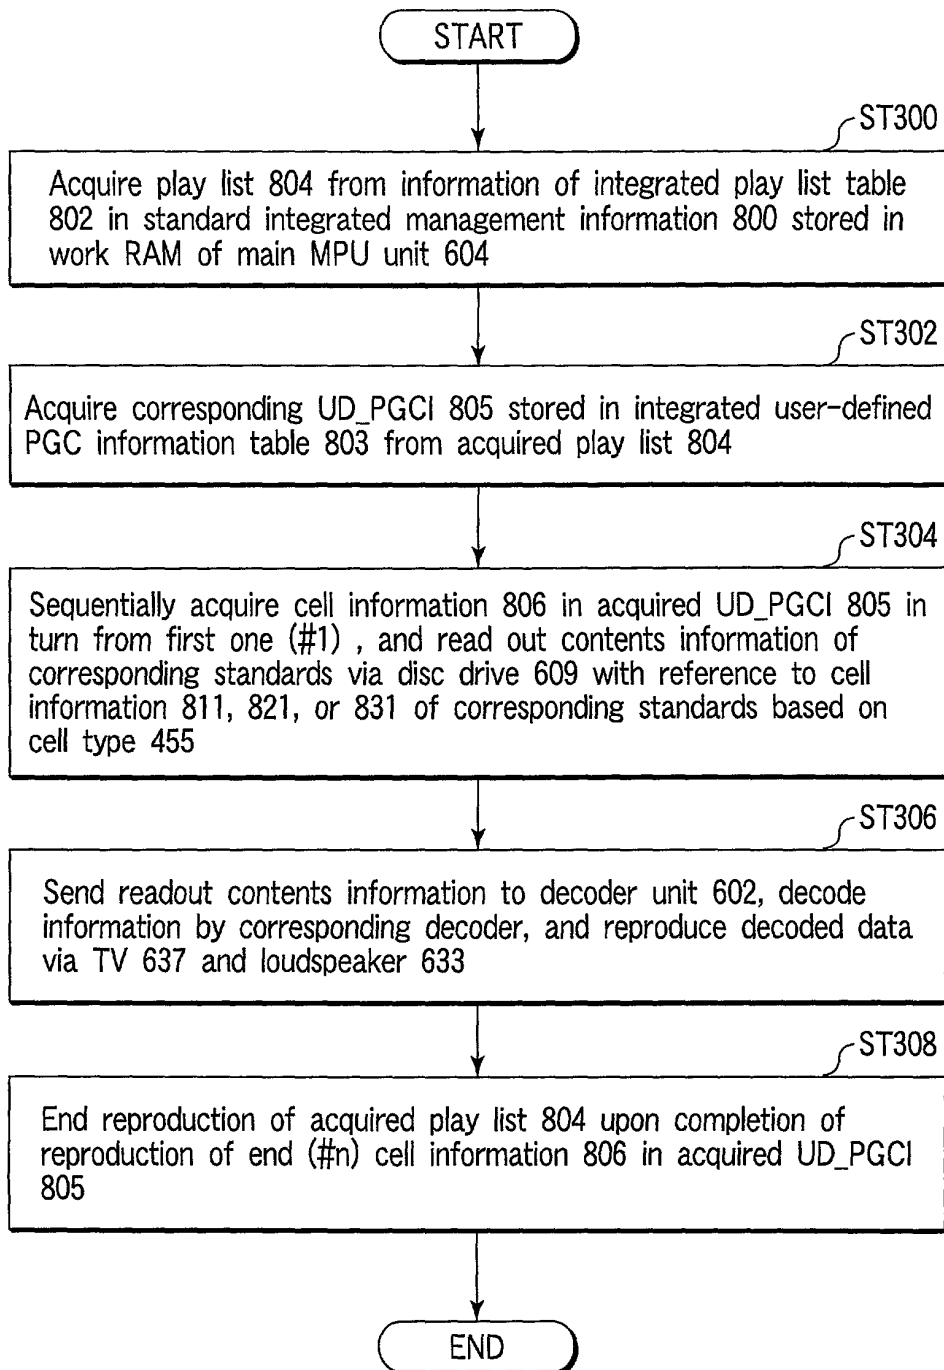 START
ST300
Acquire play list 804 from information of integrated play list table
802 in standard integrated management information 800 stored in
work RAM of main MPU unit 604
ST302
Acquire corresponding UD_PGCI 805 stored in integrated user-defined
PGC information table 803 from acquired play list 804
ST304
Sequentially acquire cell information 806 in acquired UD_PGCI 805 in
turn from first one (#1) , and read out contents information of
corresponding standards via disc drive 609 with reference to cell
information 811, 821, or 831 of corresponding standards based on
cell type 455
ST306
Send readout contents information to decoder unit 602, decode
information by corresponding decoder, and reproduce decoded data
via TV 637 and loudspeaker 633
ST308
End reproduction of acquired play list 804 upon completion of
reproduction of end (#n) cell information 806 in acquired UD_PGCI
805
END